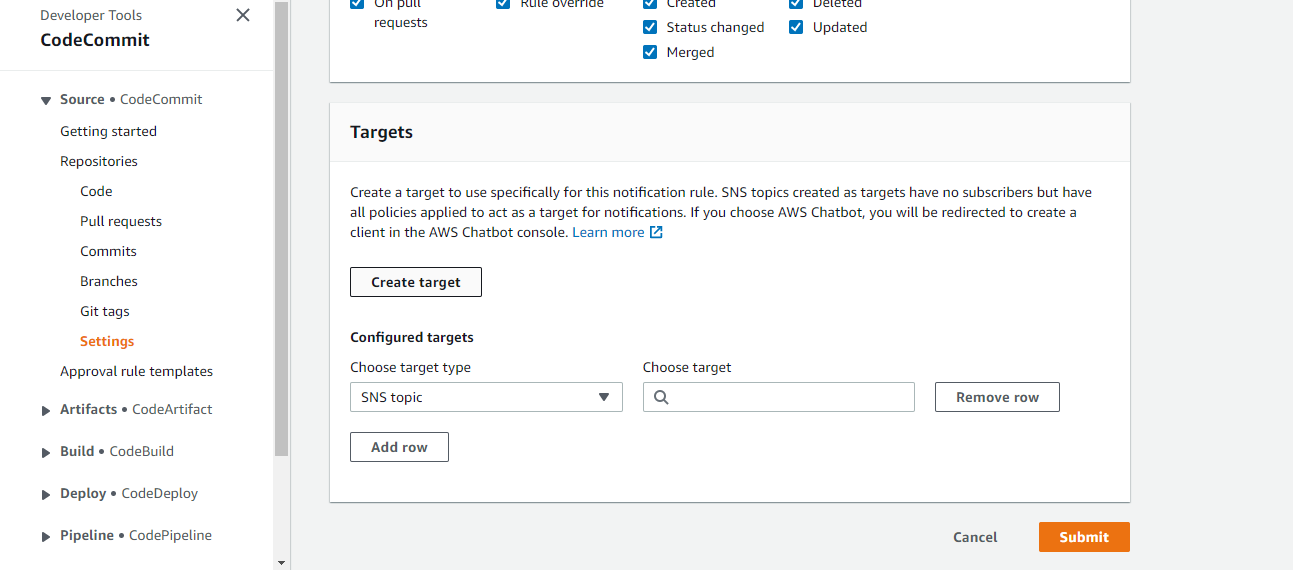 Developer Tools
CodeCommit
Source • CodeCommit
Getting started
Repositories
Code
Pull requests
Commits
Branches
Git tags
Settings
Approval rule templates
Artifacts • CodeArtifact
Build • CodeBuild
Deploy • CodeDeploy
Pipeline • CodePipeline
On pull
requests
Rule override
Created
Status changed
Merged
Deleted
Updated
Targets
Create a target to use specifically for this notification rule. SNS topics created as targets have no subscribers but have
all policies applied to act as a target for notifications. If you choose AWS Chatbot, you will be redirected to create a
client in the AWS Chatbot console. Learn more
Create target
Configured targets
Choose target type
Choose target
SNS topic
Remove row
Add row
Cancel
Submit